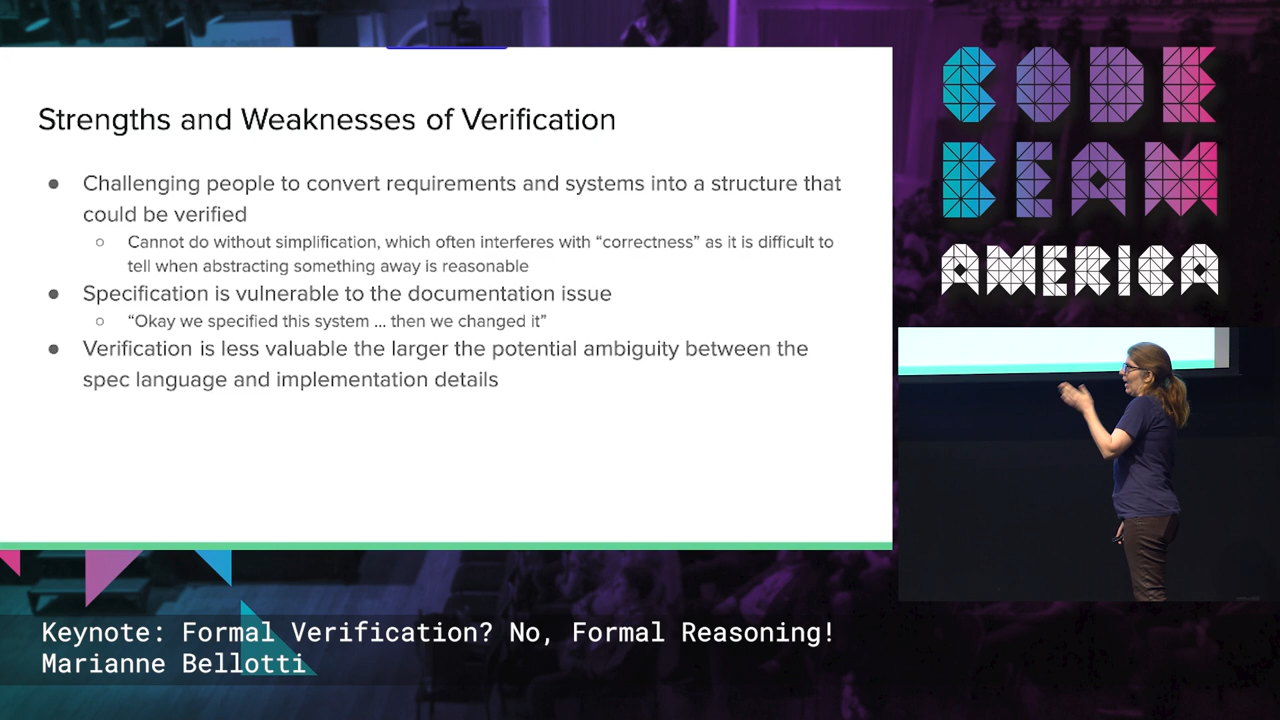 Strengths and Weaknesses of Verification
● Challenging people to convert requirements and systems into a structure that
could be verified
○ Cannot do without simplification, which often interferes with “correctness” as it is difficult to
tell when abstracting something away is reasonable
● Specification is vulnerable to the documentation issue
○ “Okay we specified this system ... then we changed it”
● Verification is less valuable the larger the potential ambiguity between the
spec language and implementation details
CODE
BEAM
AMERICA
Keynote: Formal Verification? No, Formal Reasoning!
Marianne Bellotti